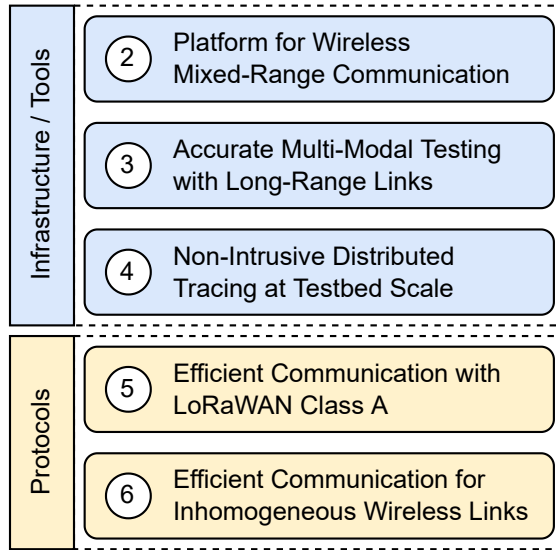 Infrastructure / Tools
2
Platform for Wireless
Mixed-Range Communication
3
Accurate Multi-Modal Testing
with Long-Range Links
4
Non-Intrusive Distributed
Tracing at Testbed Scale
Protocols
5
Efficient Communication with
LoRaWAN Class A
6
Efficient Communication for
Inhomogeneous Wireless Links